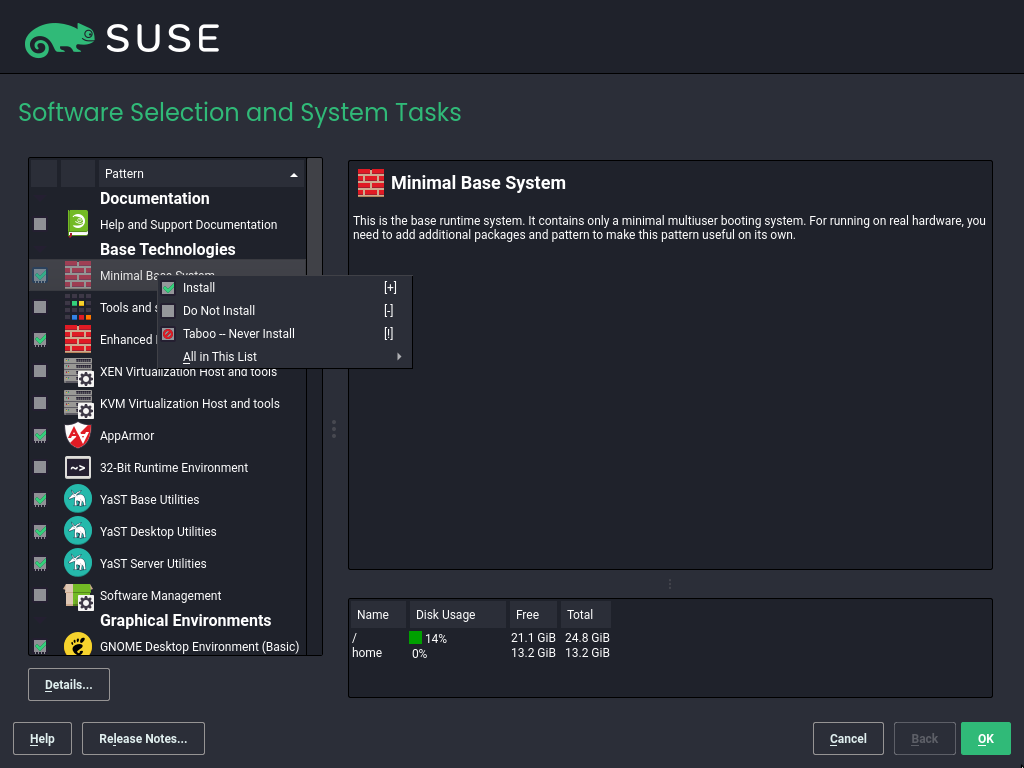 SUSE
Software Selection and System Tasks
Pattern
Documentation
Help and Support Documentation
Base Technologies
Minimal Base System
Tools and
Enhanced
XEN Virtualization Host and tools
KVM Virtualization Host and tools
AppArmor
32-Bit Runtime Environment
YaST Base Utilities
YaST Desktop Utilities
YaST Server Utilities
Software Management
Graphical Environments
GNOME Desktop Environment (Basic)
Install [+]
Do Not Install [-]
Taboo -- Never Install [!]
All in This List
Details...
Minimal Base System
This is the base runtime system. It contains only a minimal multiuser booting system. For running on real hardware, you
need to add additional packages and pattern to make this pattern useful on its own.
Name Disk Usage Free Total
/ 14% 21.1 GiB 24.8 GiB
home 0% 13.2 GiB 13.2 GiB
Help Release Notes... Cancel Back OK